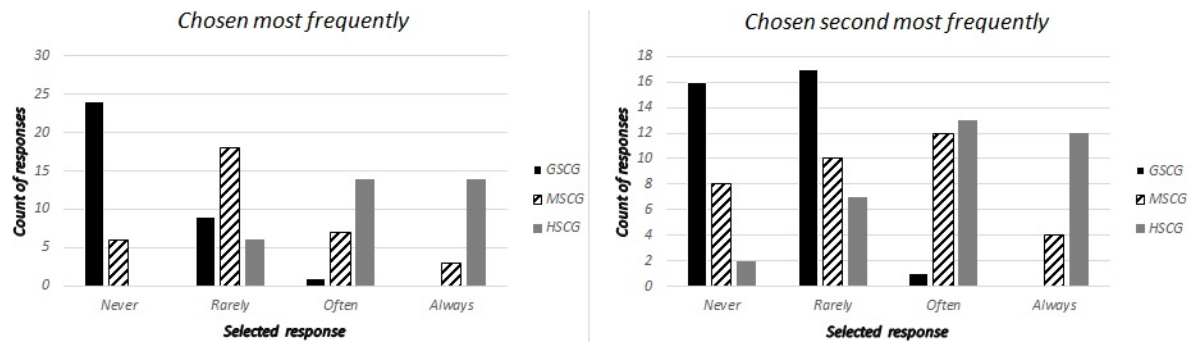 Chosen most frequently
30
25
20
15
10
5
0
Count of responses
Never Rarely Often Always
Selected response
GSCG
MSCG
HSCG
Chosen second most frequently
18
16
14
12
10
8
6
4
2
0
Count of responses
Never Rarely Often Always
Selected response
GSCG
MSCG
HSCG